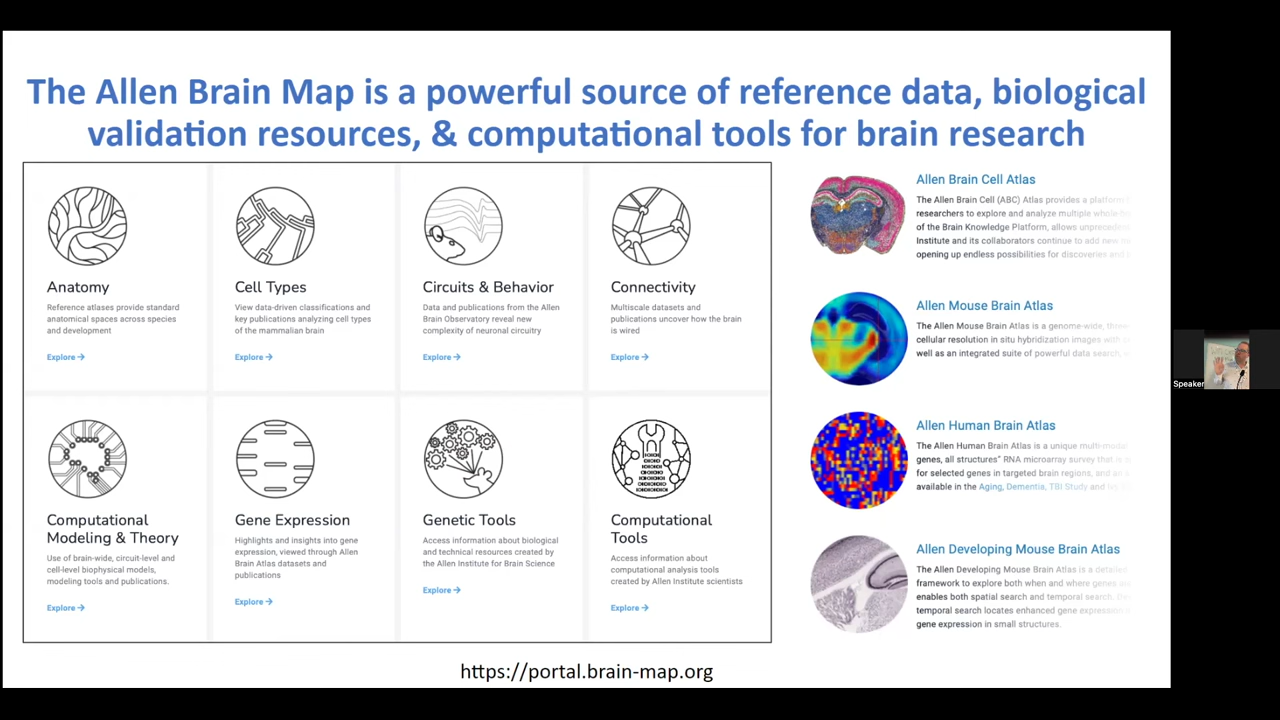 The Allen Brain Map is a powerful source of reference data, biological
validation resources, & computational tools for brain research
Anatomy
Reference atlases provide standard
anatomical spaces across species
and development
Explore →
Cell Types
View data-driven classifications and
key publications analyzing cell types
of the mammalian brain
Explore →
Circuits & Behavior
Data and publications from the Allen
Brain Observatory reveal new
complexity of neuronal circuitry
Explore →
Connectivity
Multiscale datasets and
publications uncover how the brain
is wired
Explore →
Computational
Modeling & Theory
Use of brain-wide, circuit-level and
cell-level biophysical models,
modeling tools and publications.
Explore →
Gene Expression
Highlights and insights into gene
expression, viewed through Allen
Brain Atlas datasets and
publications
Explore →
Genetic Tools
Access information about biological
and technical resources created by
the Allen Institute for Brain Science
Explore →
Computational
Tools
Access information about
computational analysis tools
created by Allen Institute scientists
Explore →
Allen Brain Cell Atlas
The Allen Brain Cell (ABC) Atlas provides a platform
researchers to explore and analyze multiple
of the Brain Knowledge Platform, allows
Institute and its collaborators continue to add new
opening up endless possibilities for discoveries and
Allen Mouse Brain Atlas
The Allen Mouse Brain Atlas is a genome-wide,
cellular resolution in situ hybridization images with
well as an integrated suite of powerful data search,
Allen Human Brain Atlas
The Allen Human Brain Atlas is a unique
genes, all structures" RNA microarray survey that
for selected genes in targeted brain regions, and
available in the Aging, Dementia, TBI Study and
Allen Developing Mouse Brain Atlas
The Allen Developing Mouse Brain Atlas is a detailed
framework to explore both when and where genes
enables both spatial search and temporal search,
temporal search locates enhanced gene expression
gene expression in small structures.
https://portal.brain-map.org
Speaker